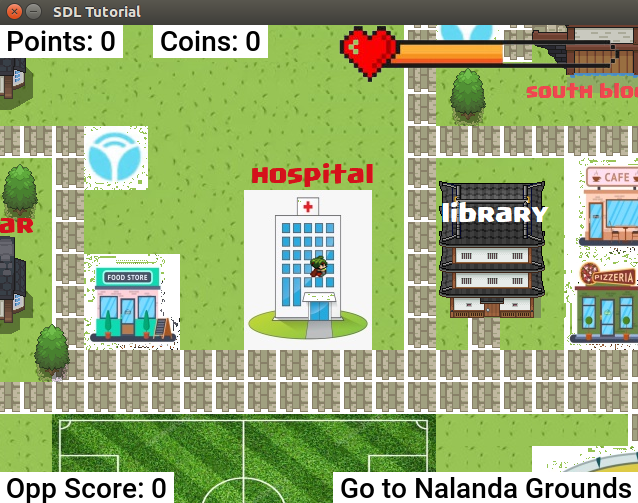 SDL Tutorial
Points: 0
Coins: 0
SOUTH BLOC
HOSPITAL
CAFE
LIBRARY
AR
FOOD STORE
PIZZERIA
Opp Score: 0
Go to Nalanda Grounds